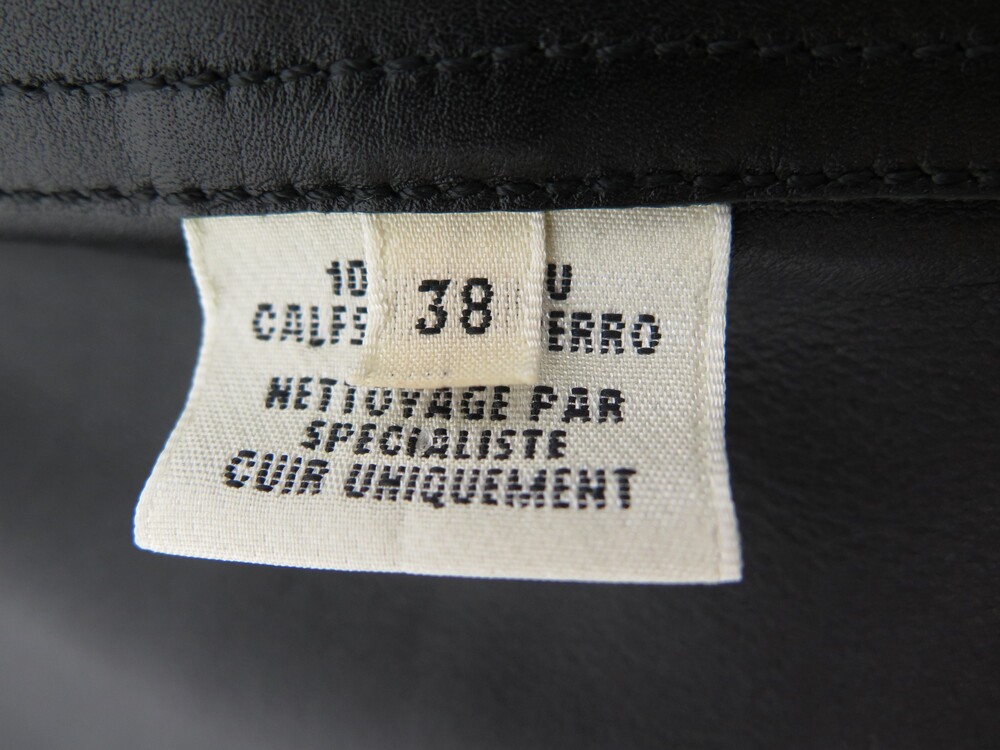 38
NETTOYAGE PAR
SPECIALISTE
CUIR UNIQUEMENT